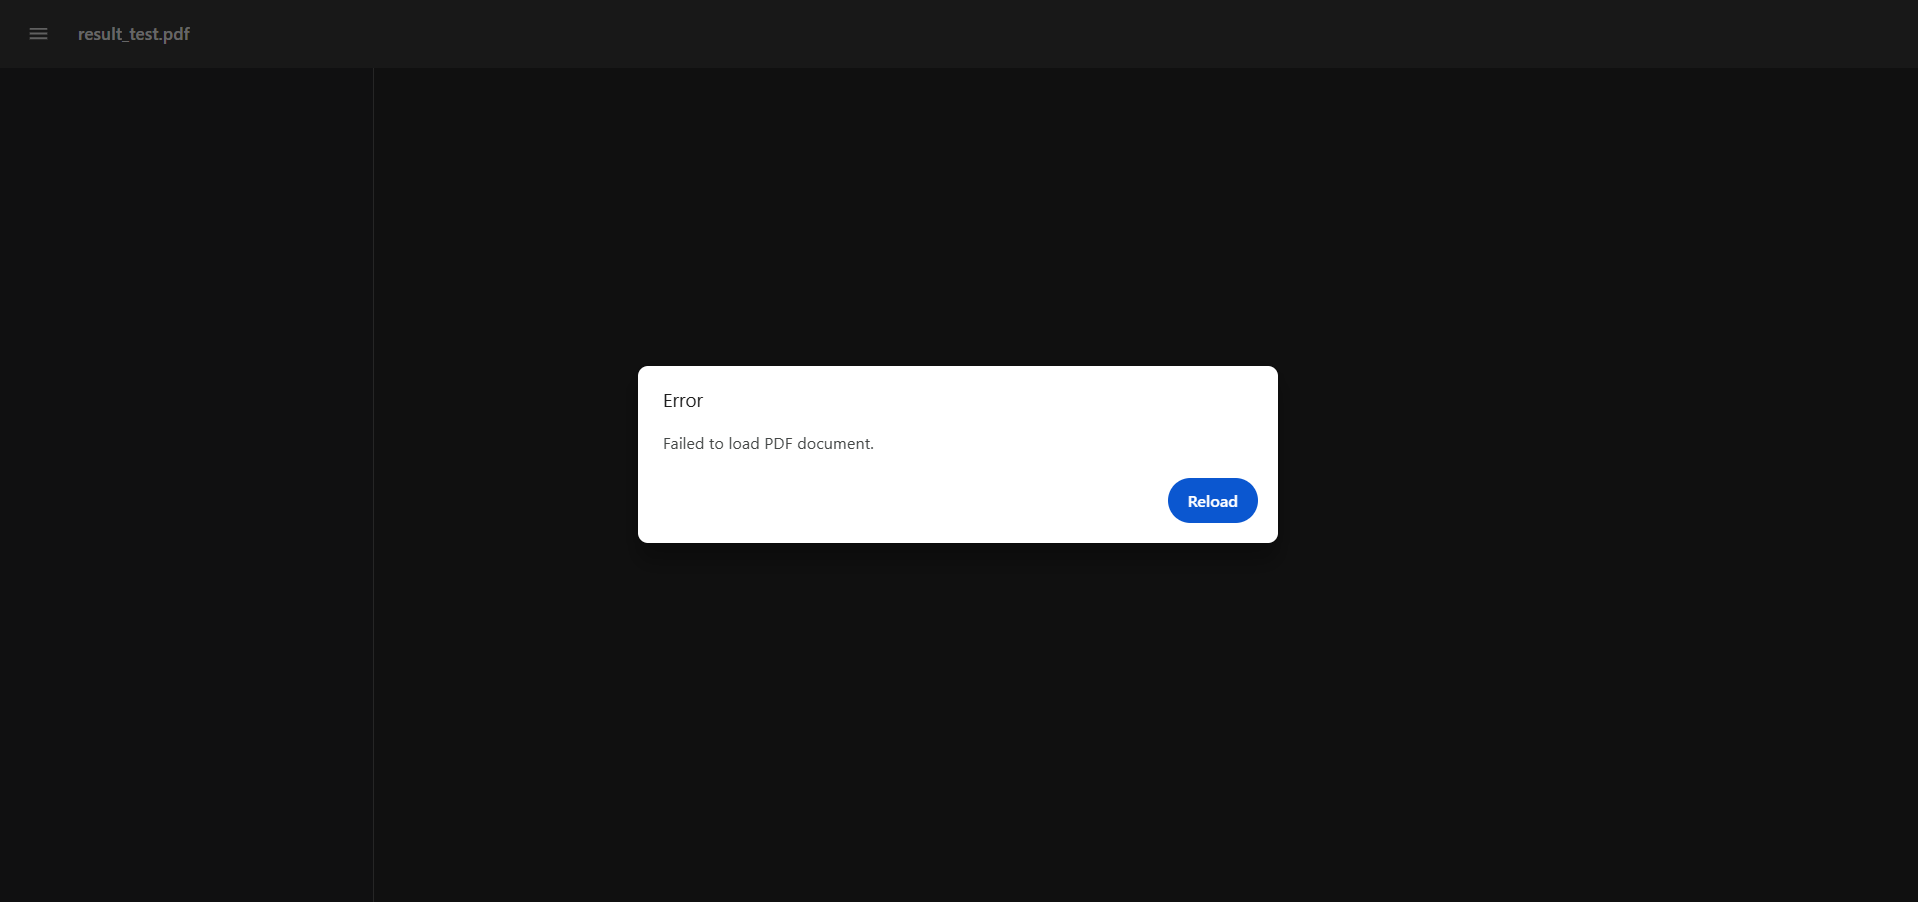 result_test.pdf
Error
Failed to load PDF document.
Reload